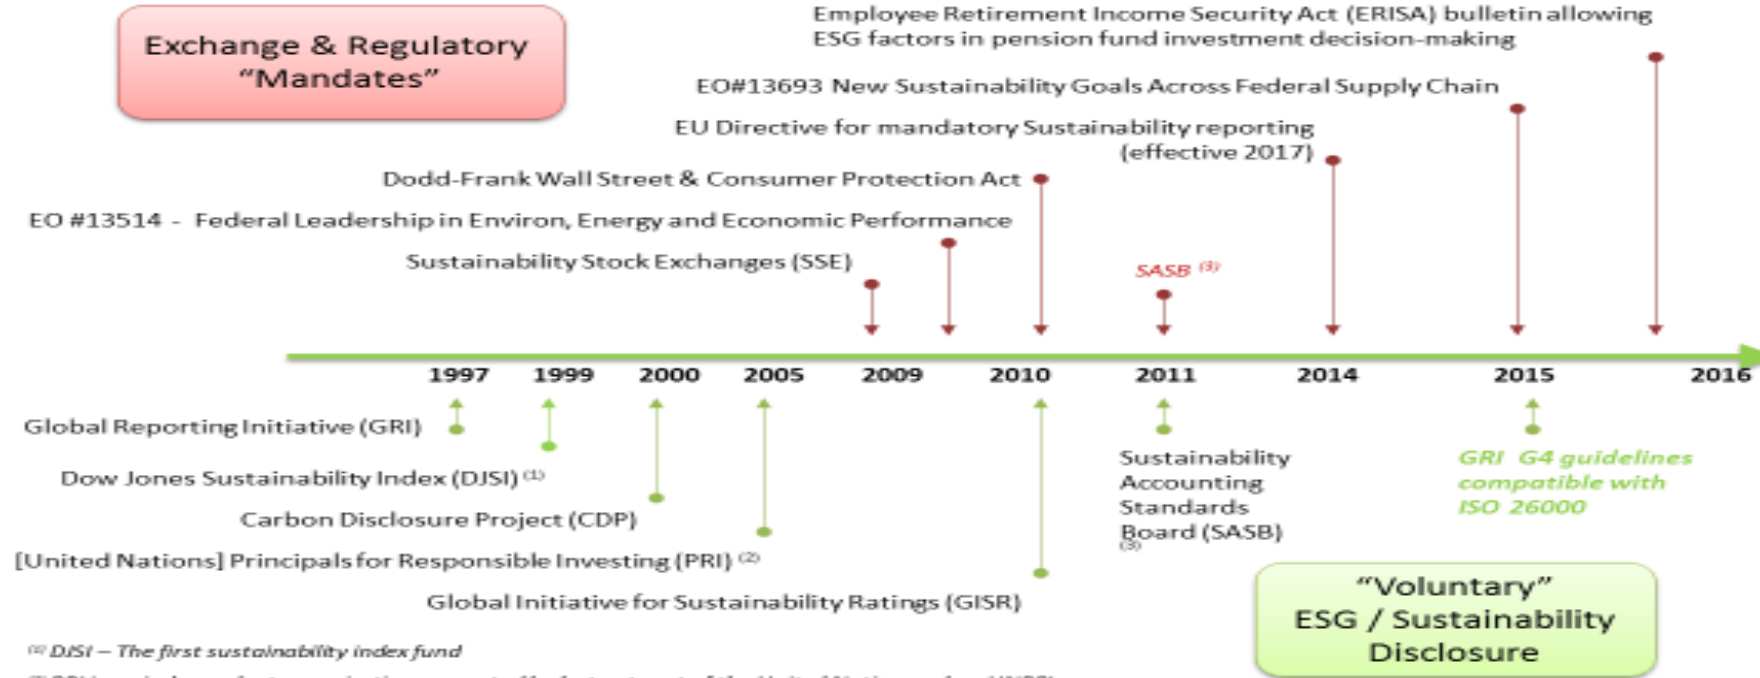 Exchange & Regulatory
“Mandates”
Employee Retirement Income Security Act (ERISA) bulletin allowing
ESG factors in pension fund investment decision-making
EO#13693 New Sustainability Goals Across Federal Supply Chain
EU Directive for mandatory Sustainability reporting
(effective 2017)
Dodd-Frank Wall Street & Consumer Protection Act
EO #13514 - Federal Leadership in Environ, Energy and Economic Performance
Sustainability Stock Exchanges (SSE)
SASB (3)
1997 1999 2000 2005 2009 2010 2011 2014 2015 2016
Global Reporting Initiative (GRI)
Dow Jones Sustainability Index (DJSI) (1)
Carbon Disclosure Project (CDP)
[United Nations] Principals for Responsible Investing (PRI) (2)
Global Initiative for Sustainability Ratings (GISR)
Sustainability
Accounting
Standards
Board (SASB)
(3)
GRI G4 guidelines
compatible with
ISO 26000
“Voluntary”
ESG / Sustainability
Disclosure
(1) DJSI – The first sustainability index fund